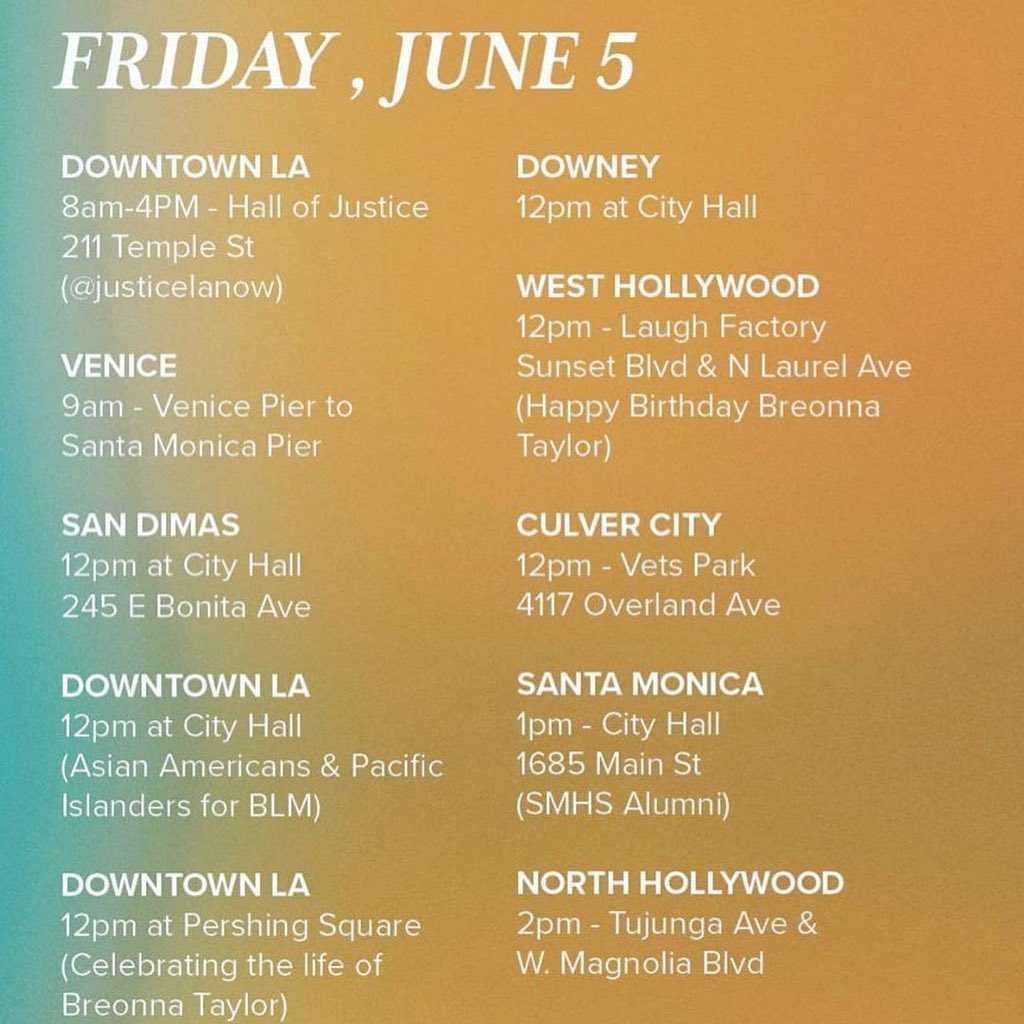 FRIDAY , JUNE 5
DOWNTOWN LA
8am-4PM - Hall of Justice
211 Temple St
(@justicelanow)
VENICE
9am - Venice Pier to
Santa Monica Pier
SAN DIMAS
12pm at City Hall
245 E Bonita Ave
DOWNTOWN LA
12pm at City Hall
(Asian Americans & Pacific
Islanders for BLM)
DOWNTOWN LA
12pm at Pershing Square
(Celebrating the life of
Breonna Taylor)
DOWNEY
12pm at City Hall
WEST HOLLYWOOD
12pm - Laugh Factory
Sunset Blvd & N Laurel Ave
(Happy Birthday Breonna
Taylor)
CULVER CITY
12pm - Vets Park
4117 Overland Ave
SANTA MONICA
1pm - City Hall
1685 Main St
(SMHS Alumni)
NORTH HOLLYWOOD
2pm - Tujunga Ave &
W. Magnolia Blvd